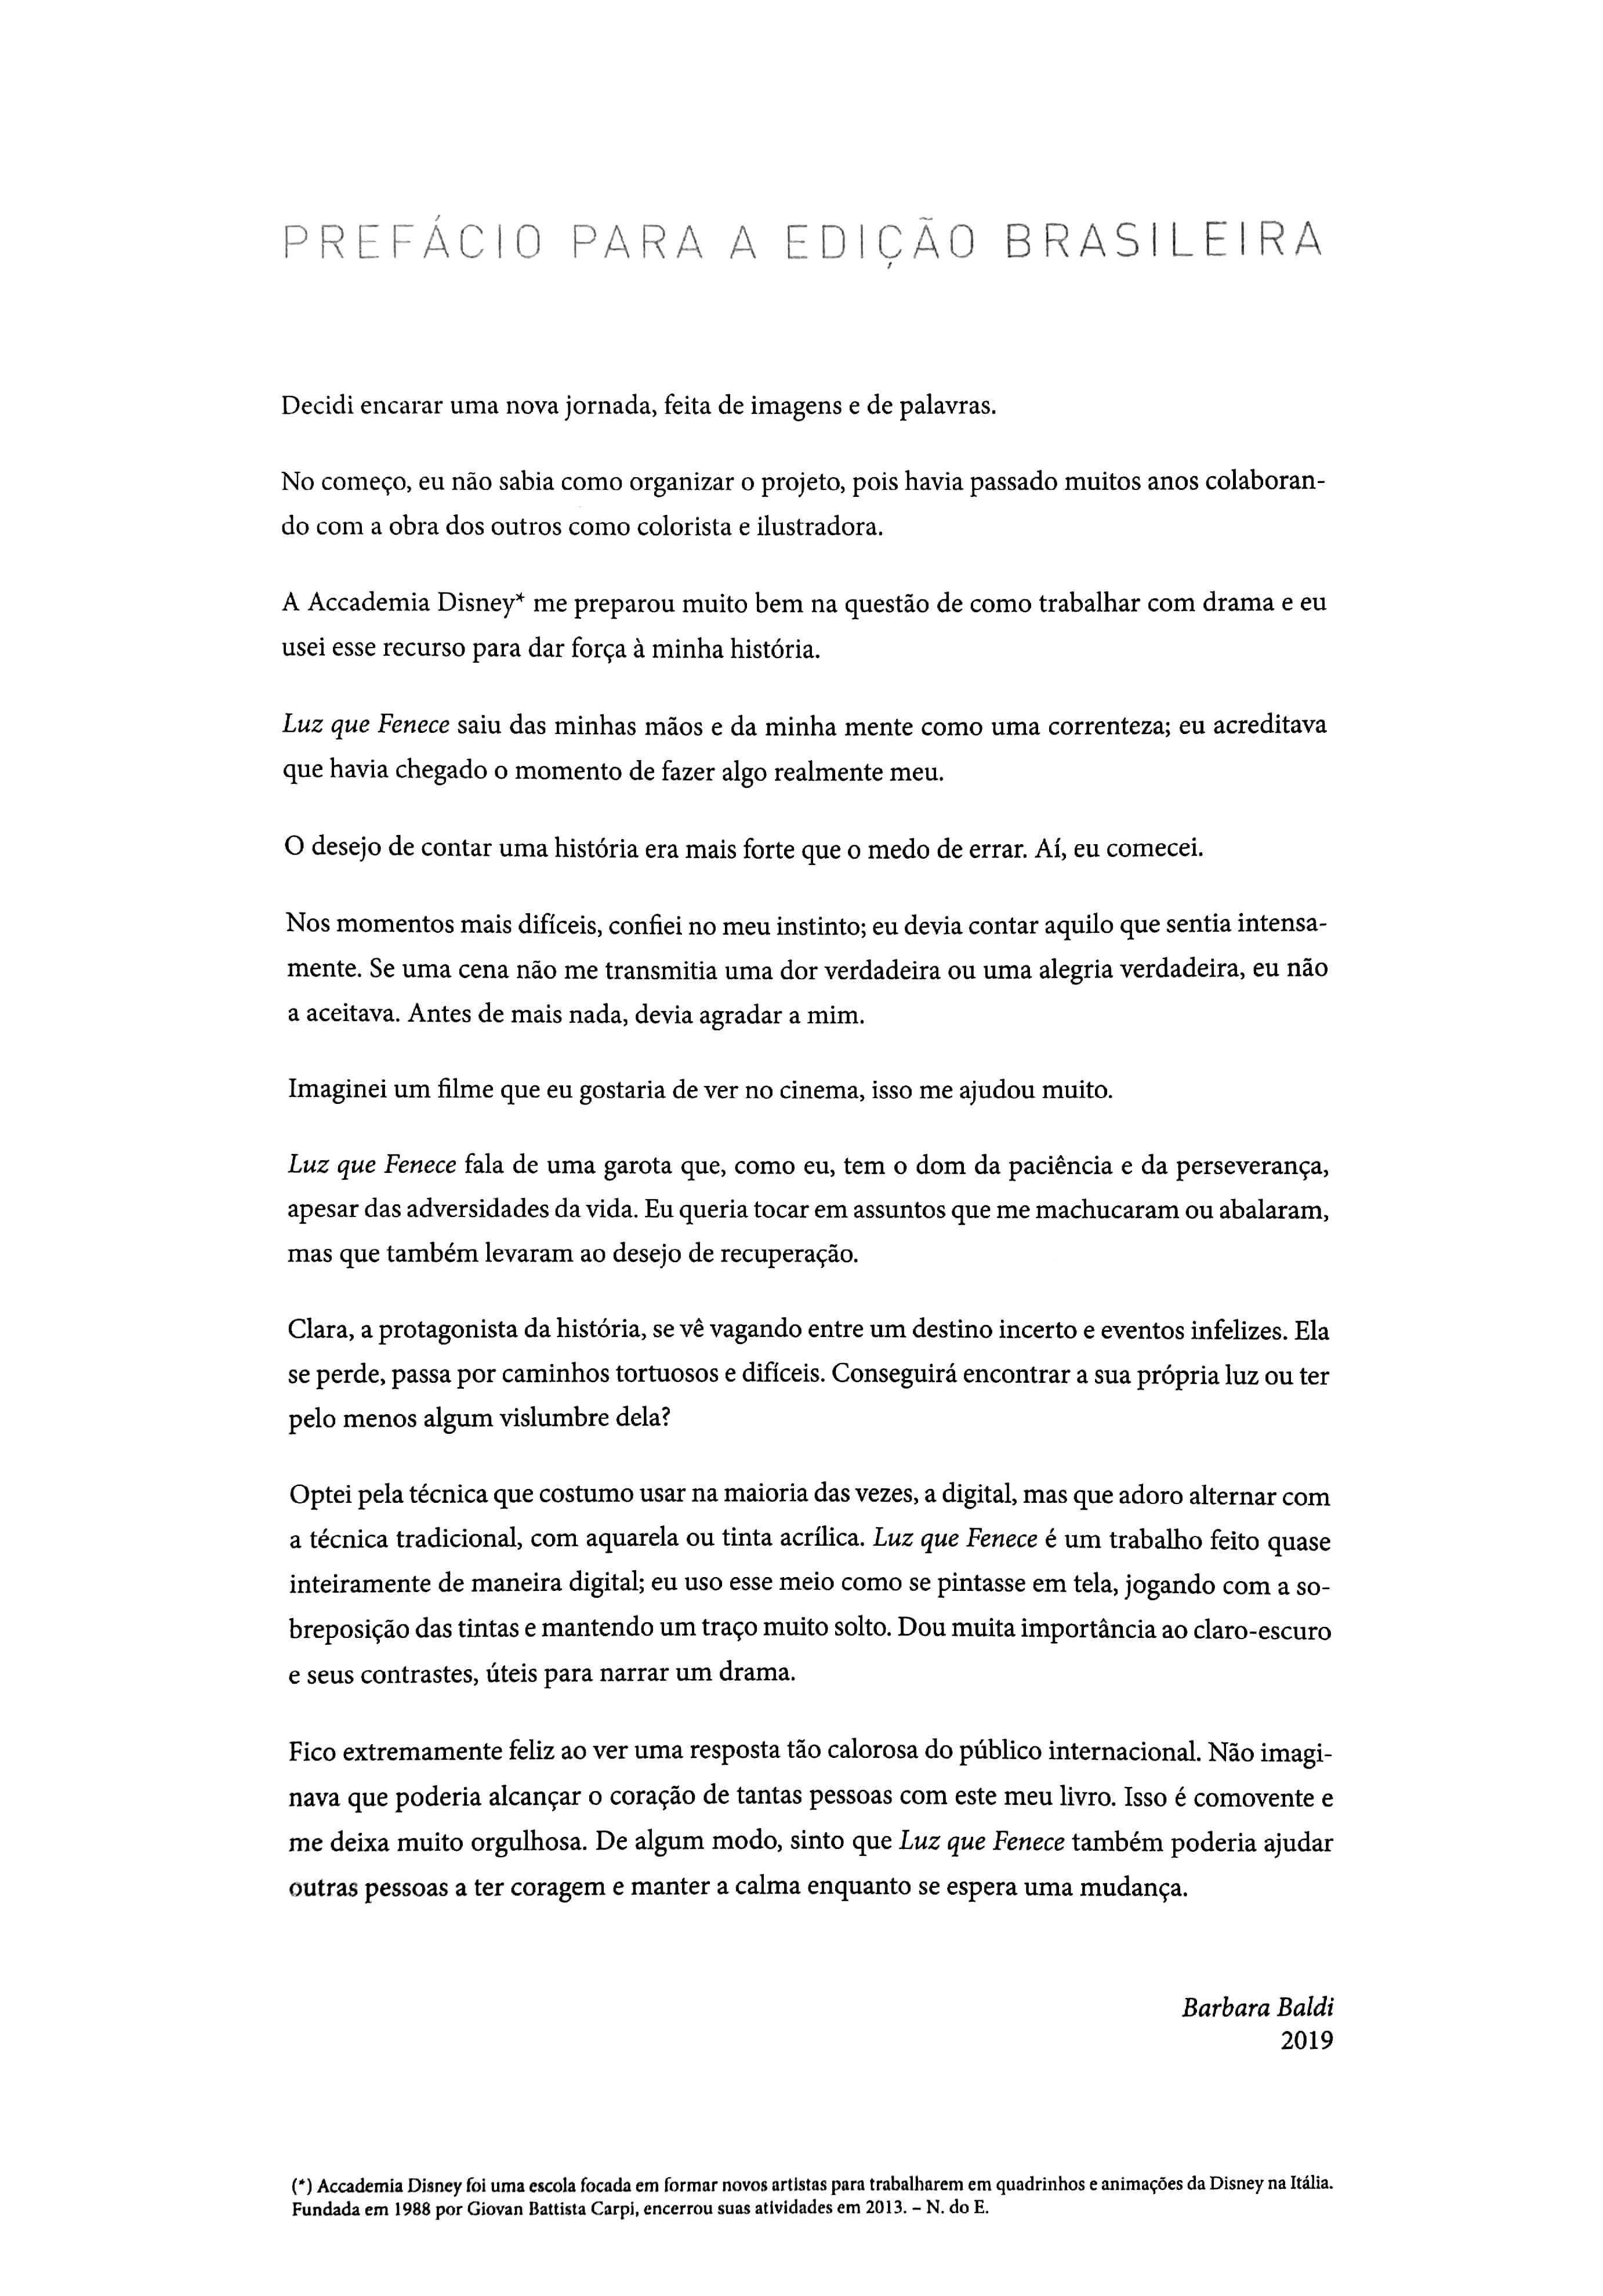 PREFÁCIO PARA A EDIÇÃO BRASILEIRA
Decidi encarar uma nova jornada, feita de imagens e de palavras.
No começo, eu não sabia como organizar o projeto, pois havia passado muitos anos colaboran-
do com a obra dos outros como colorista e ilustradora.
A Accademia Disney* me preparou muito bem na questão de como trabalhar com drama e eu
usei esse recurso para dar força à minha história.
Luz que Fenece saiu das minhas mãos e da minha mente como uma correnteza; eu acreditava
que havia chegado o momento de fazer algo realmente meu.
O desejo de contar uma história era mais forte que o medo de errar. Aí, eu comecei.
Nos momentos mais difíceis, confiei no meu instinto; eu devia contar aquilo que sentia intensa-
mente. Se uma cena não me transmitia uma dor verdadeira ou uma alegria verdadeira, eu não
a aceitava. Antes de mais nada, devia agradar a mim.
Imaginei um filme que eu gostaria de ver no cinema, isso me ajudou muito.
Luz que Fenece fala de uma garota que, como eu, tem o dom da paciência e da perseverança,
apesar das adversidades da vida. Eu queria tocar em assuntos que me machucaram ou abalaram,
mas que também levaram ao desejo de recuperação.
Clara, a protagonista da história, se vê vagando entre um destino incerto e eventos infelizes. Ela
se perde, passa por caminhos tortuosos e difíceis. Conseguirá encontrar a sua própria luz ou ter
pelo menos algum vislumbre dela?
Optei pela técnica que costumo usar na maioria das vezes, a digital, mas que adoro alternar com
a técnica tradicional, com aquarela ou tinta acrílica. Luz que Fenece é um trabalho feito quase
inteiramente de maneira digital; eu uso esse meio como se pintasse em tela, jogando com a so-
breposição das tintas e mantendo um traço muito solto. Dou muita importância ao claro-escuro
e seus contrastes, úteis para narrar um drama.
Fico extremamente feliz ao ver uma resposta tão calorosa do público internacional. Não imagi-
nava que poderia alcançar o coração de tantas pessoas com este meu livro. Isso é comovente e
me deixa muito orgulhosa. De algum modo, sinto que Luz que Fenece também poderia ajudar
outras pessoas a ter coragem e manter a calma enquanto se espera uma mudança.
Barbara Baldi
2019
(*) Accademia Disney foi uma escola focada em formar novos artistas para trabalharem em quadrinhos e animações da Disney na Itália.
Fundada em 1988 por Giovan Battista Carpi, encerrou suas atividades em 2013. – N. do E.